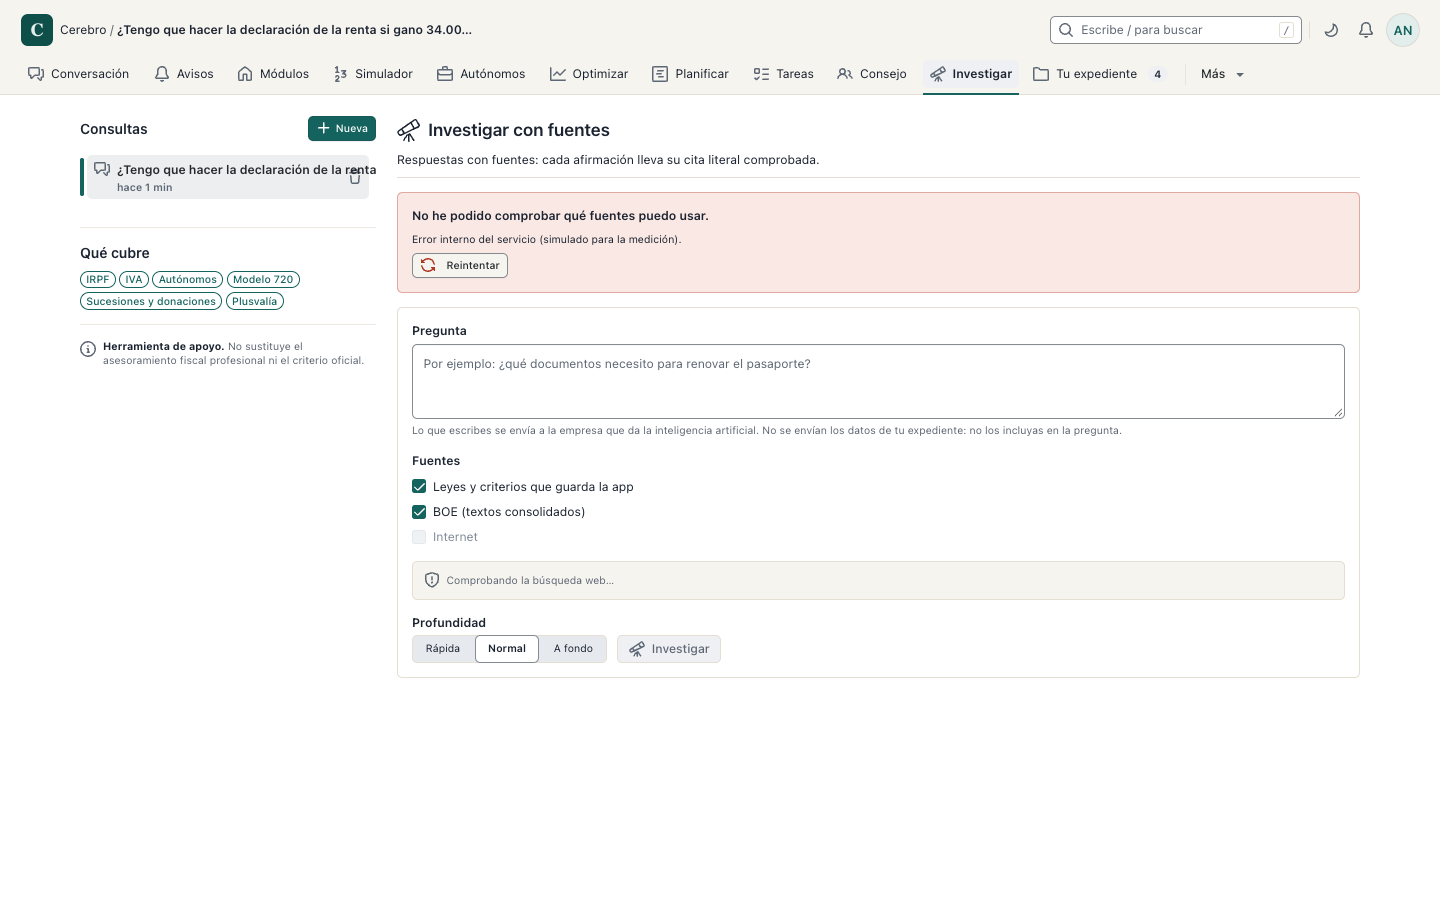 C Cerebro / ¿Tengo que hacer la declaración de la renta si gano 34.00...
Escribe / para buscar /
AN
Conversación Avisos Módulos Simulador Autónomos Optimizar Planificar Tareas Consejo Investigar Tu expediente 4 Más
Consultas
+ Nueva
¿Tengo que hacer la declaración de la renta
hace 1 min
Qué cubre
IRPF IVA Autónomos Modelo 720
Sucesiones y donaciones Plusvalía
Herramienta de apoyo. No sustituye el
asesoramiento fiscal profesional ni el criterio oficial.
Investigar con fuentes
Respuestas con fuentes: cada afirmación lleva su cita literal comprobada.
No he podido comprobar qué fuentes puedo usar.
Error interno del servicio (simulado para la medición).
Reintentar
Pregunta
Por ejemplo: ¿qué documentos necesito para renovar el pasaporte?
Lo que escribes se envía a la empresa que da la inteligencia artificial. No se envían los datos de tu expediente: no los incluyas en la pregunta.
Fuentes
Leyes y criterios que guarda la app
BOE (textos consolidados)
Internet
Comprobando la búsqueda web...
Profundidad
Rápida Normal A fondo Investigar